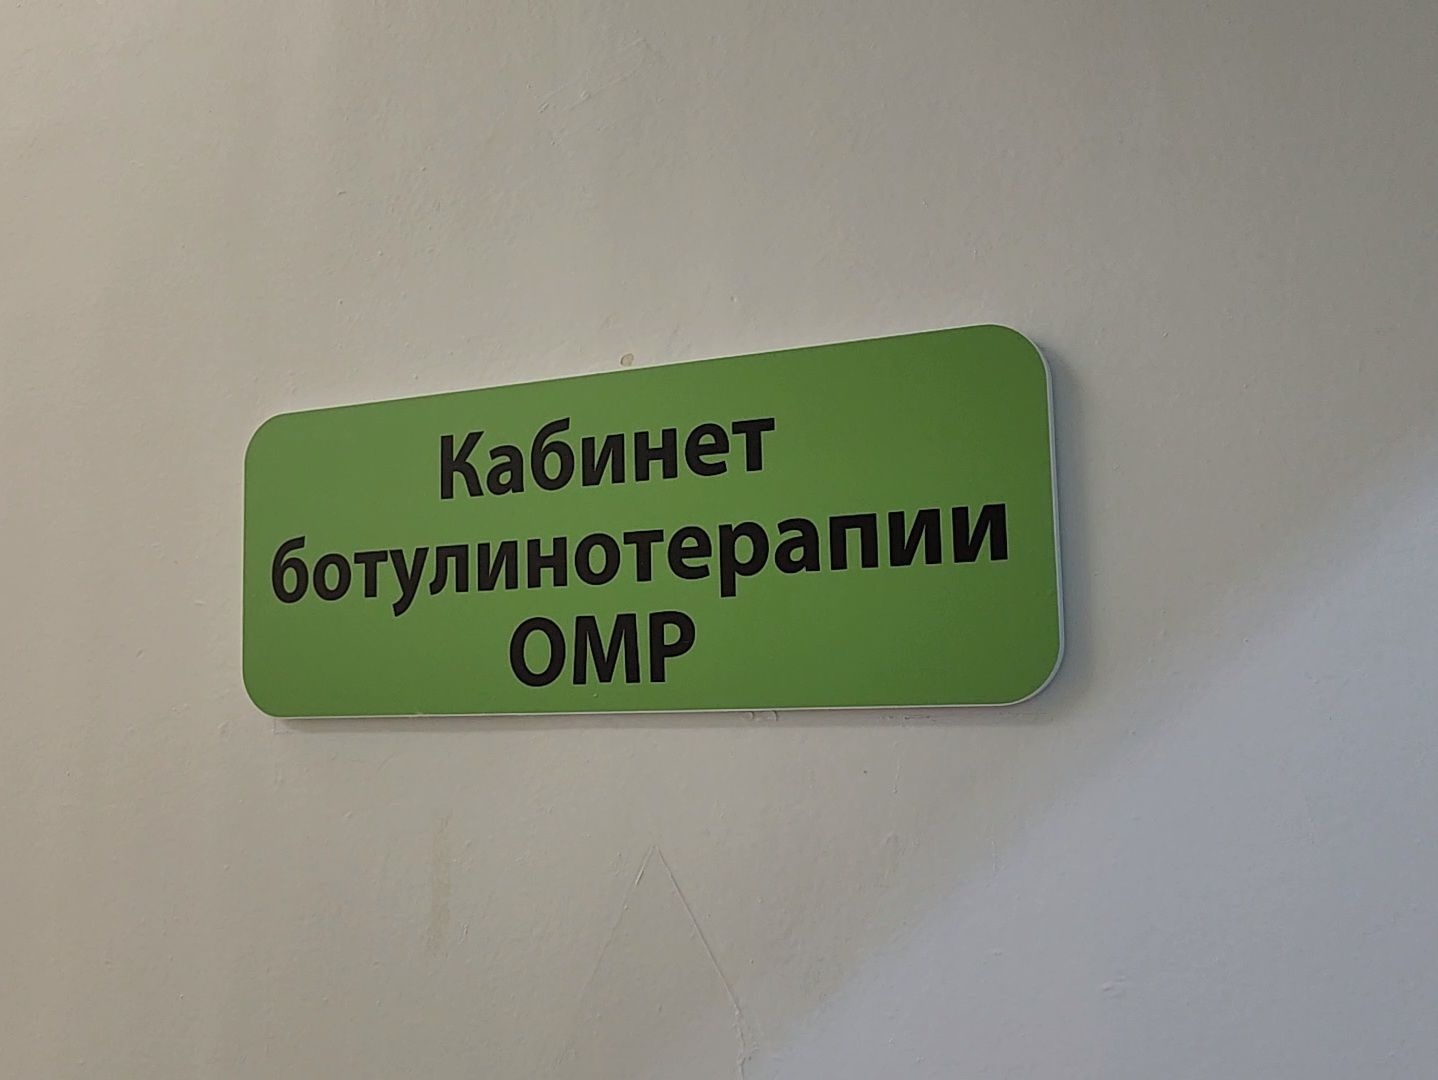 Кабинет
ботулинотерапии
ОМР